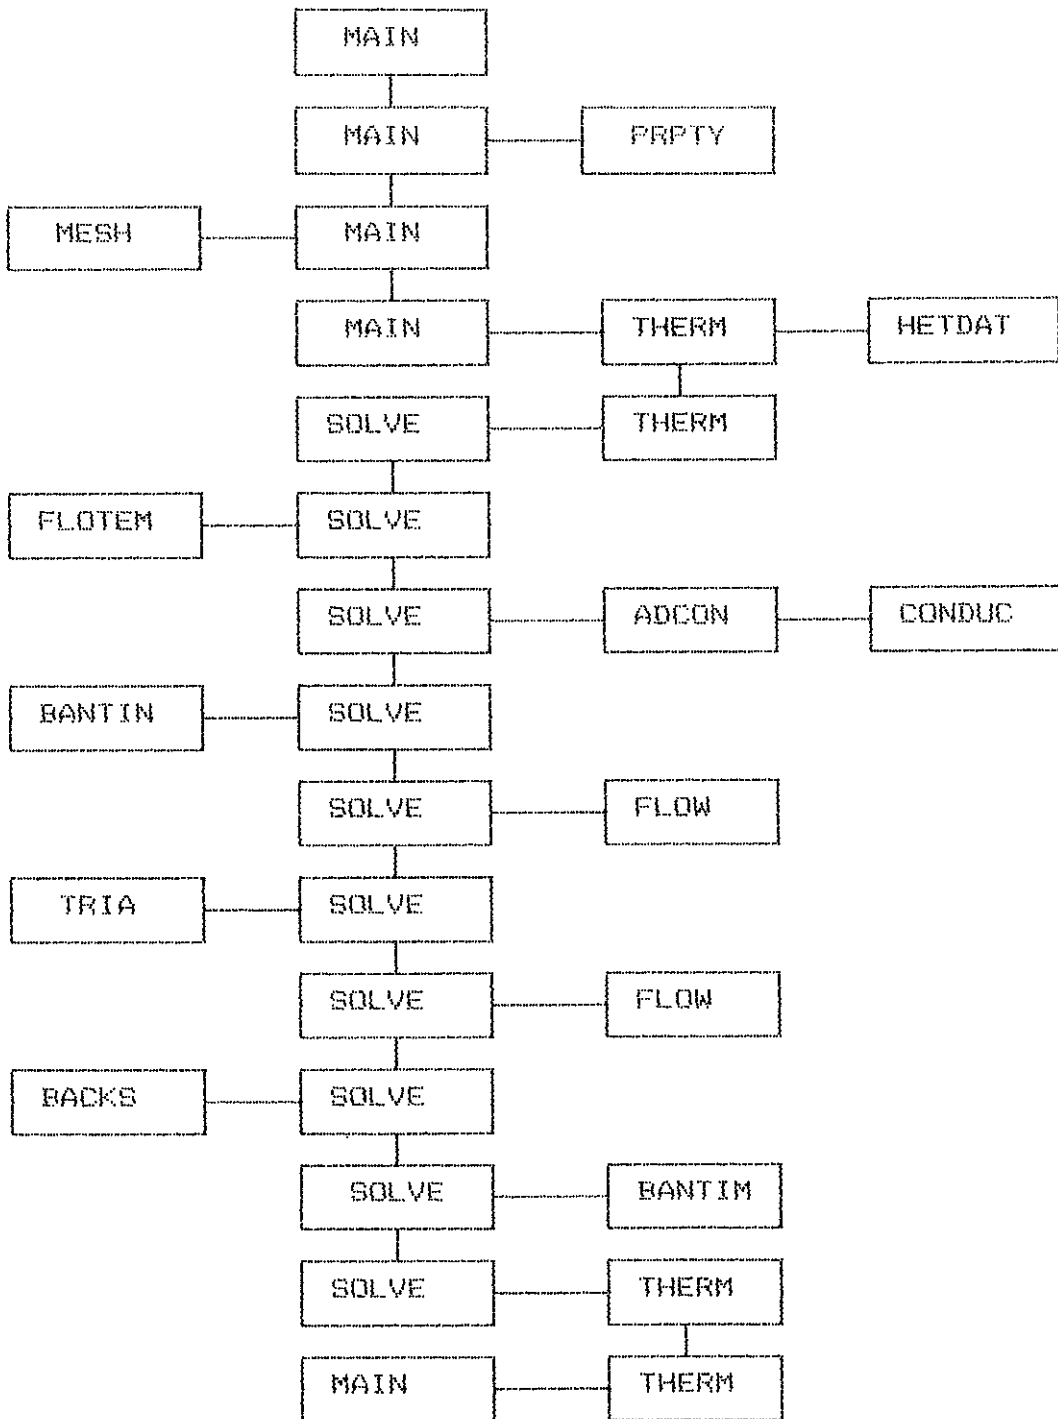 MAIN
MAIN PRPTY
MESH MAIN
MAIN THERM HETDAT
SOLVE THERM
FLOTEM SOLVE
SOLVE ADCON CONDUC
BANTIN SOLVE
SOLVE FLOW
TRIA SOLVE
SOLVE FLOW
BACKS SOLVE
SOLVE BANTIM
SOLVE THERM
MAIN THERM